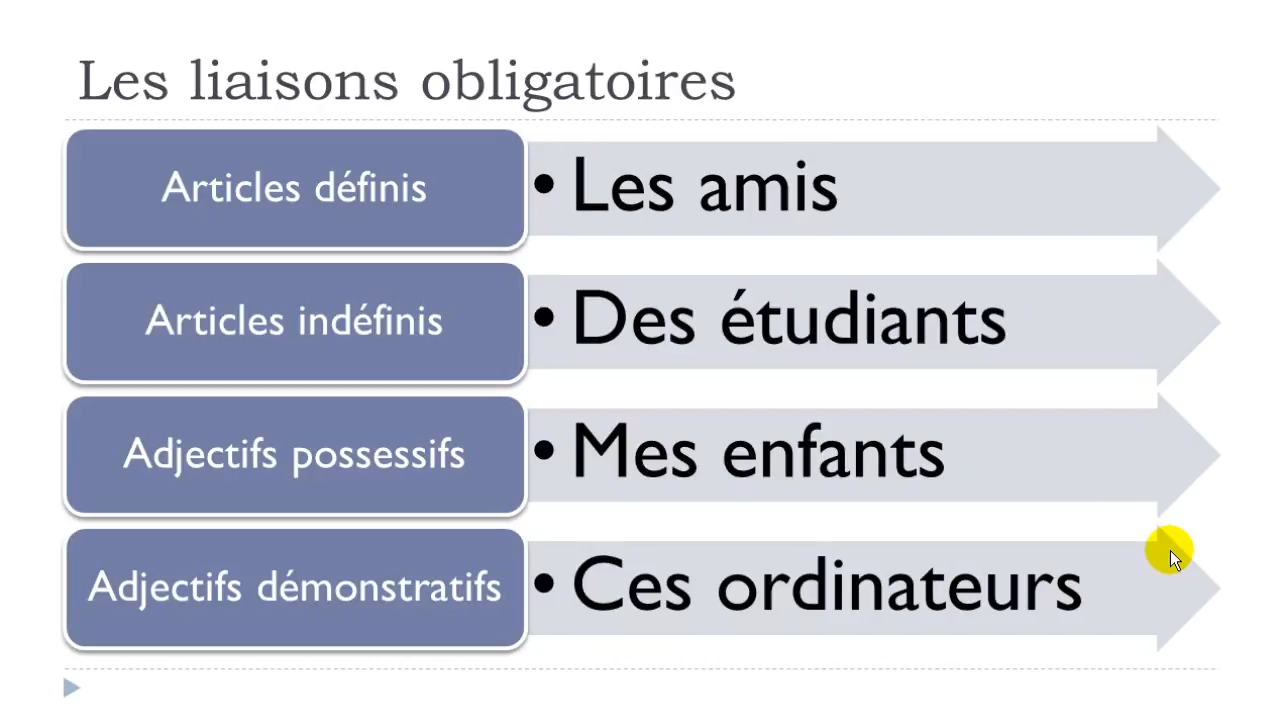 Les liaisons obligatoires
Articles définis
• Les amis
Articles indéfinis
• Des étudiants
Adjectifs possessifs
• Mes enfants
Adjectifs démonstratifs
• Ces ordinateurs